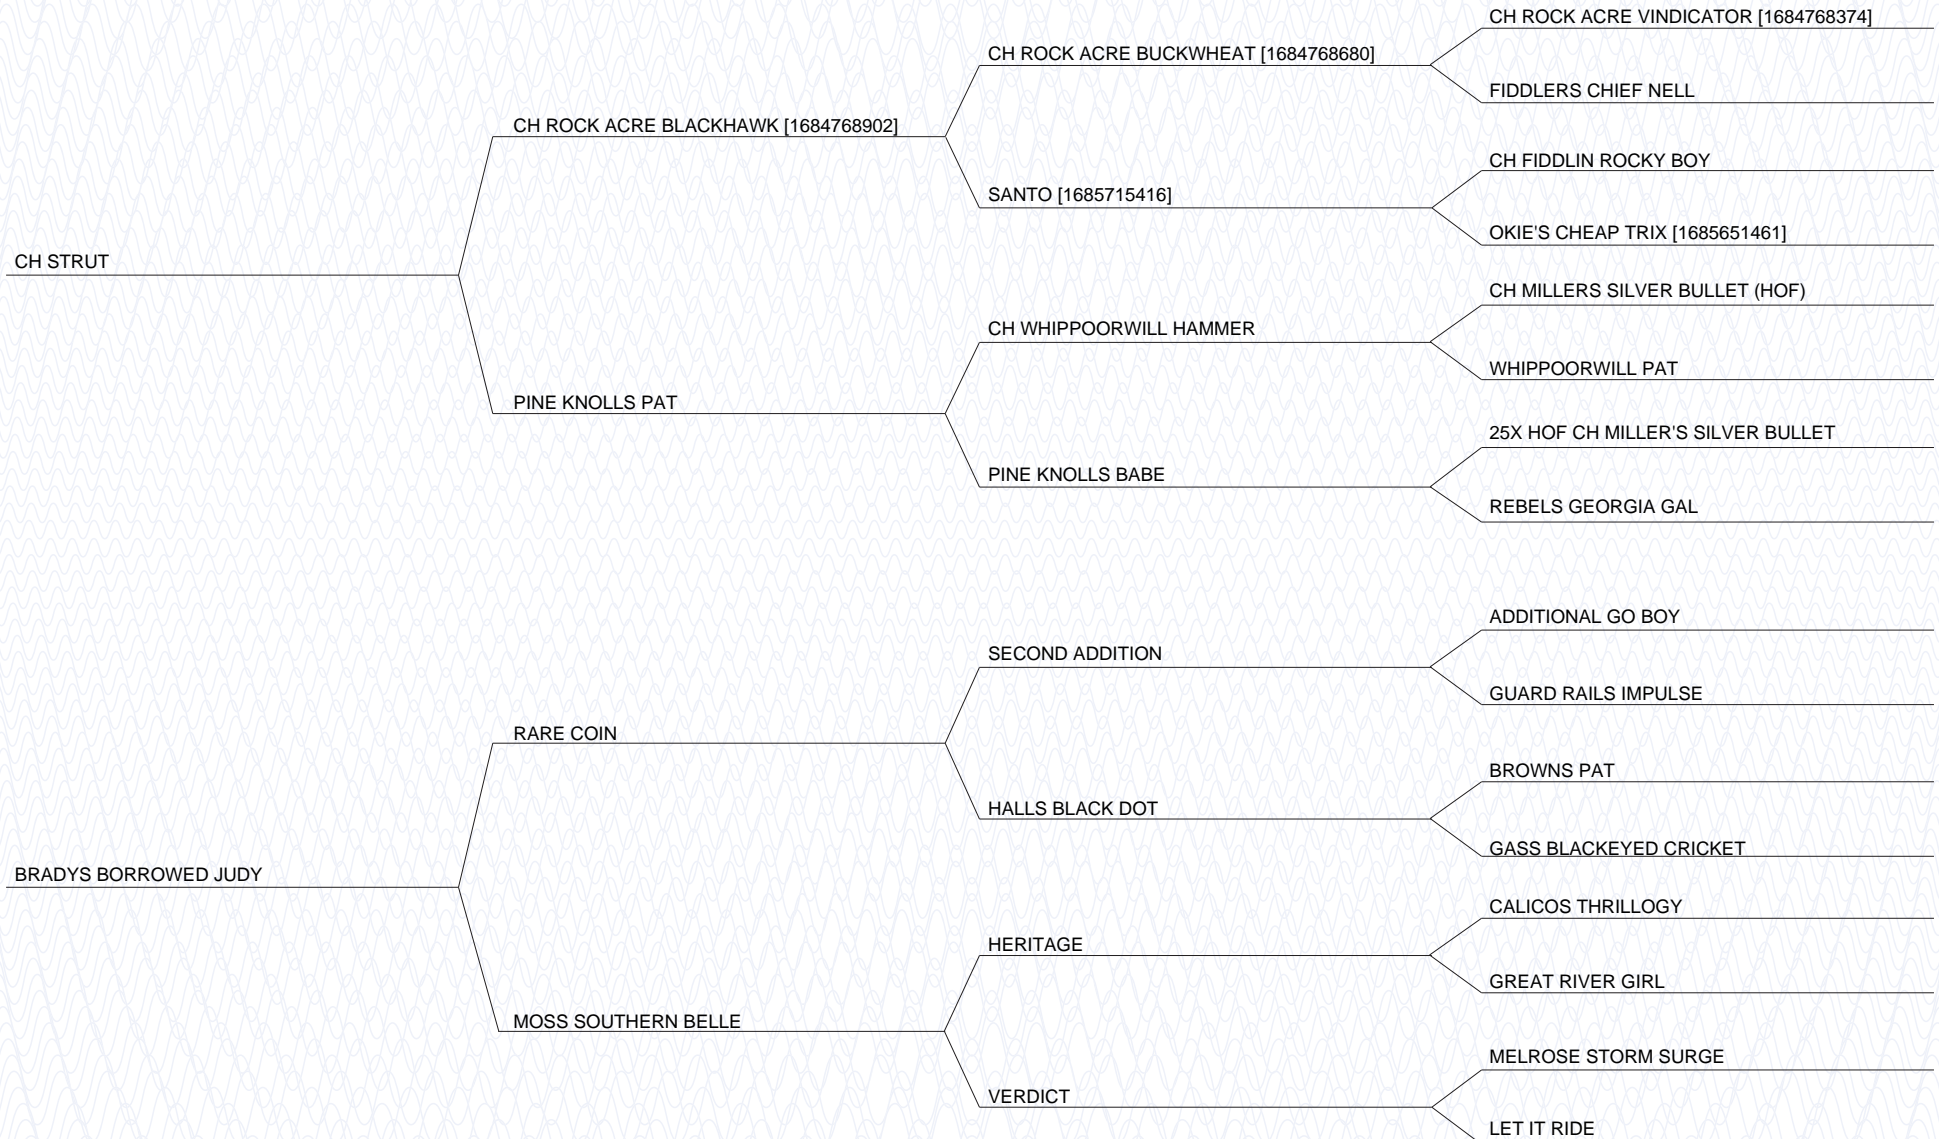 CH ROCK ACRE VINDICATOR [1684768374]
CH ROCK ACRE BUCKWHEAT [1684768680]
FIDDLERS CHIEF NELL
CH ROCK ACRE BLACKHAWK [1684768902]
CH FIDDLIN ROCKY BOY
SANTO [1685715416]
OKIE'S CHEAP TRIX [1685651461]
CH STRUT
CH MILLERS SILVER BULLET (HOF)
CH WHIPPOORWILL HAMMER
WHIPPOORWILL PAT
PINE KNOLLS PAT
25X HOF CH MILLER'S SILVER BULLET
PINE KNOLLS BABE
REBELS GEORGIA GAL
ADDITIONAL GO BOY
SECOND ADDITION
GUARD RAILS IMPULSE
RARE COIN
BROWNS PAT
HALLS BLACK DOT
GASS BLACKEYED CRICKET
BRADYS BORROWED JUDY
CALICOS THRILLOGY
HERITAGE
GREAT RIVER GIRL
MOSS SOUTHERN BELLE
MELROSE STORM SURGE
VERDICT
LET IT RIDE